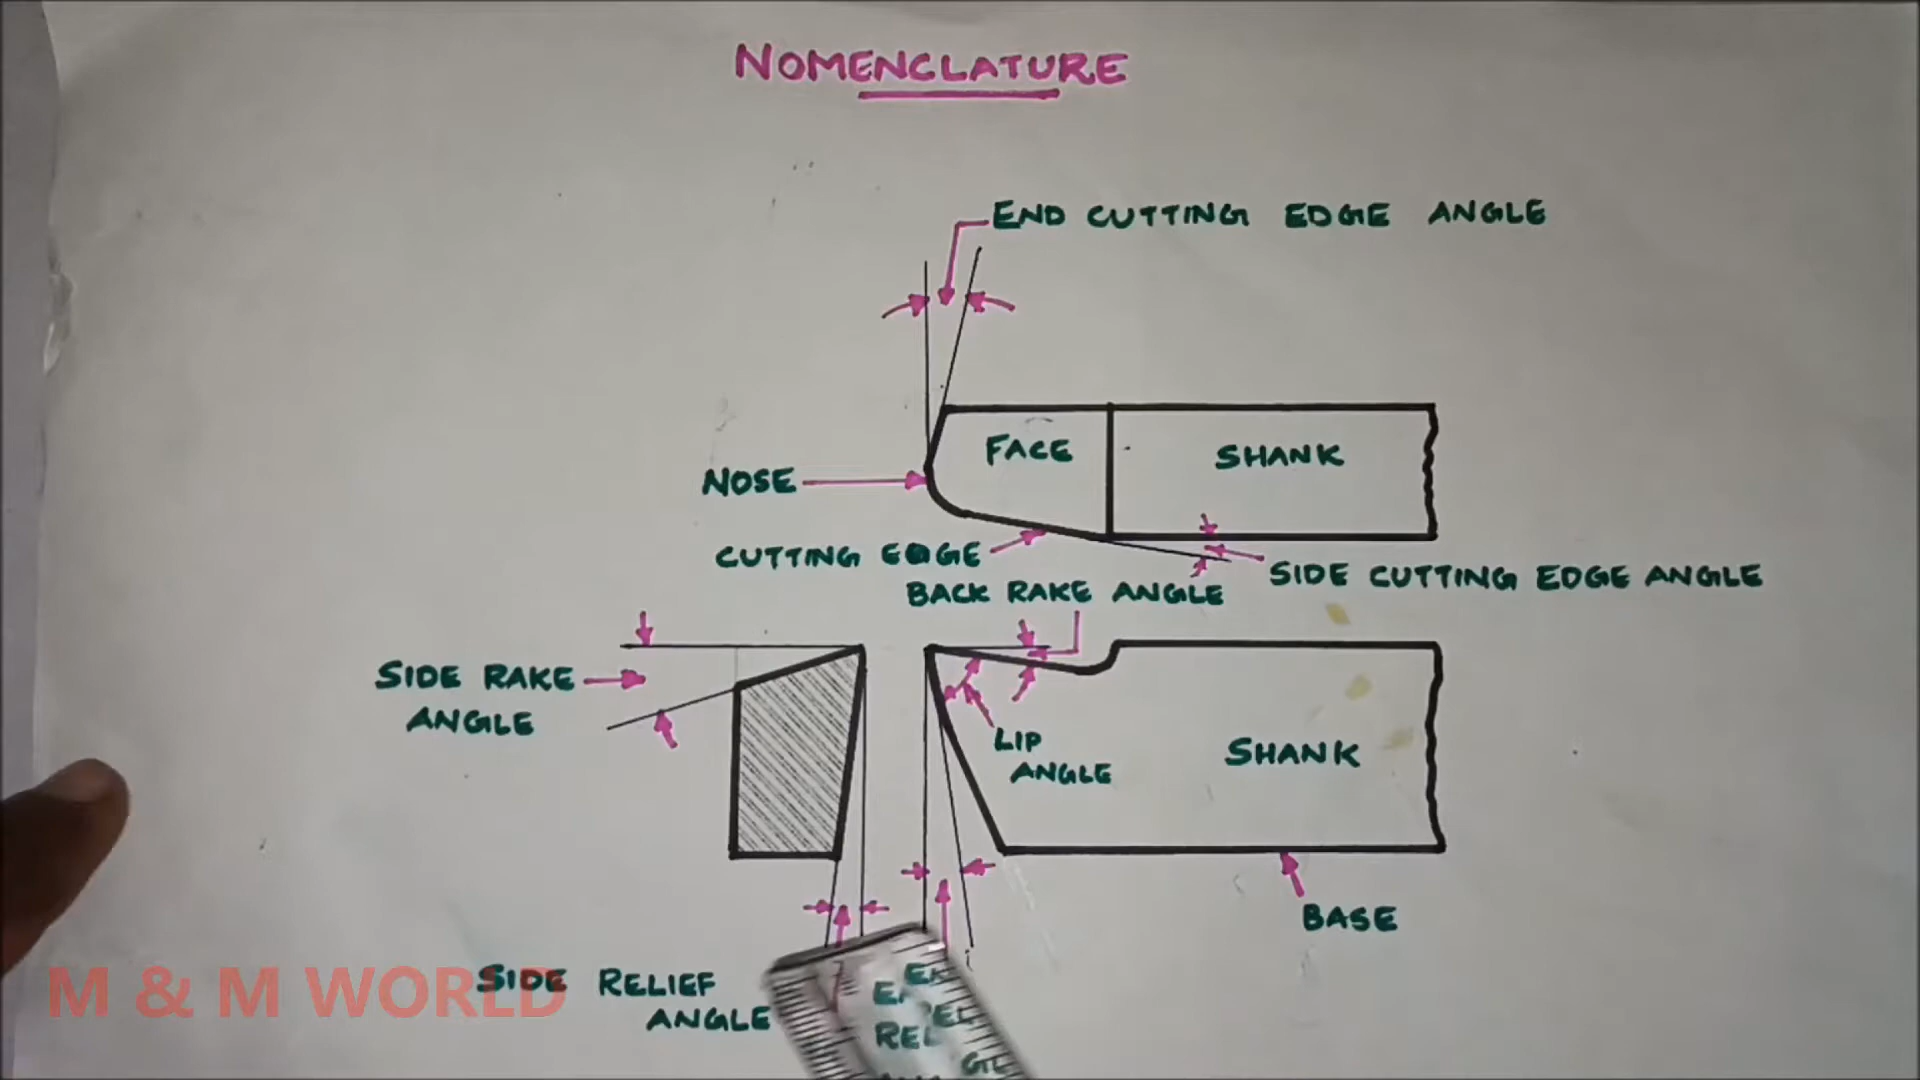 NOMENCLATURE
END CUTTING EDGE ANGLE
FACE
SHANK
NOSE
CUTTING EDGE
SIDE CUTTING EDGE ANGLE
BACK RAKE ANGLE
SIDE RAKE
ANGLE
LIP
ANGLE
SHANK
BASE
SIDE RELIEF
ANGLE
M & M WORLD